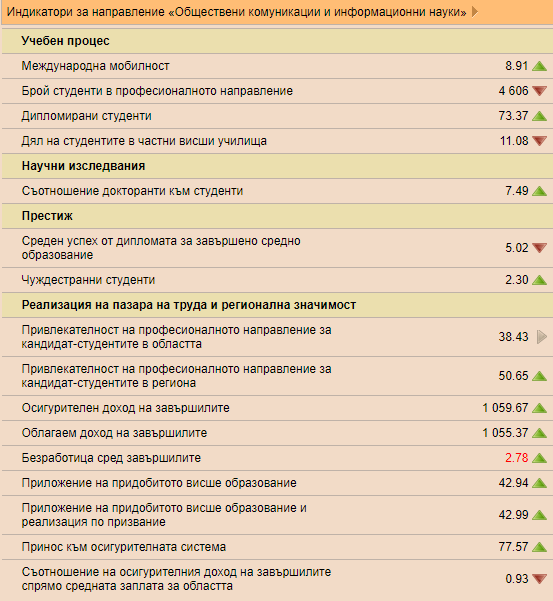 Индикатори за направление «Обществени комуникации и информационни науки»
Учебен процес
Международна мобилност 8.91
Брой студенти в професионалното направление 4 606
Дипломирани студенти 73.37
Дял на студентите в частни висши училища 11.08
Научни изследвания
Съотношение докторанти към студенти 7.49
Престиж
Среден успех от дипломата за завършено средно
образование 5.02
Чуждестранни студенти 2.30
Реализация на пазара на труда и регионална значимост
Привлекателност на професионалното направление за
кандидат-студентите в областта 38.43
Привлекателност на професионалното направление за
кандидат-студентите в региона 50.65
Осигурителен доход на завършилите 1 059.67
Облагаем доход на завършилите 1 055.37
Безработица сред завършилите 2.78
Приложение на придобитото висше образование 42.94
Приложение на придобитото висше образование и
реализация по призвание 42.99
Принос към осигурителната система 77.57
Съотношение на осигурителния доход на завършилите
спрямо средната заплата за областта 0.93